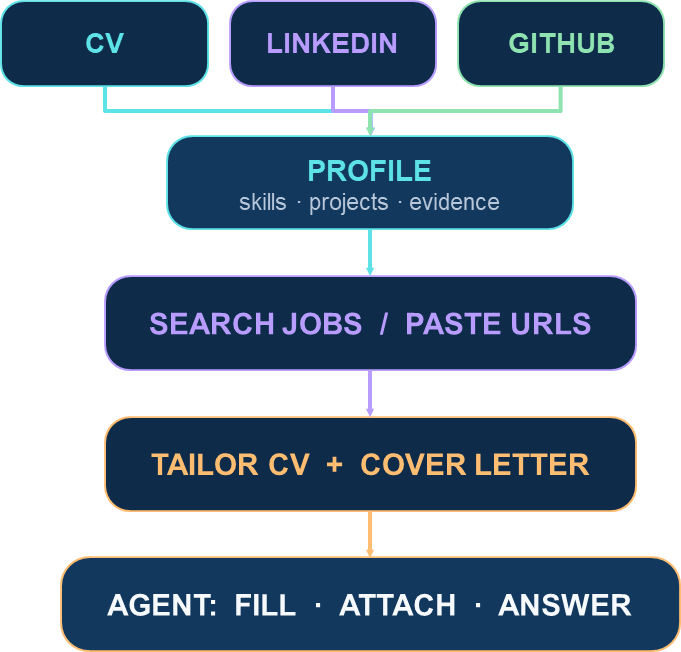 CV
LINKEDIN
GITHUB
PROFILE
skills · projects · evidence
SEARCH JOBS / PASTE URLS
TAILOR CV + COVER LETTER
AGENT: FILL · ATTACH · ANSWER